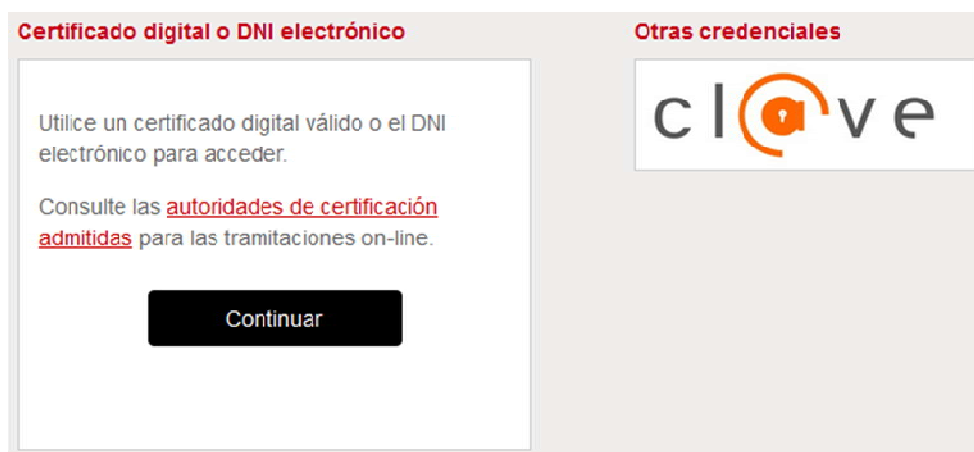 Certificado digital o DNI electrónico
Utilice un certificado digital válido o el DNI
electrónico para acceder.
Consulte las autoridades de certificación
admitidas para las tramitaciones on-line.
Continuar
Otras credenciales
cl@ve